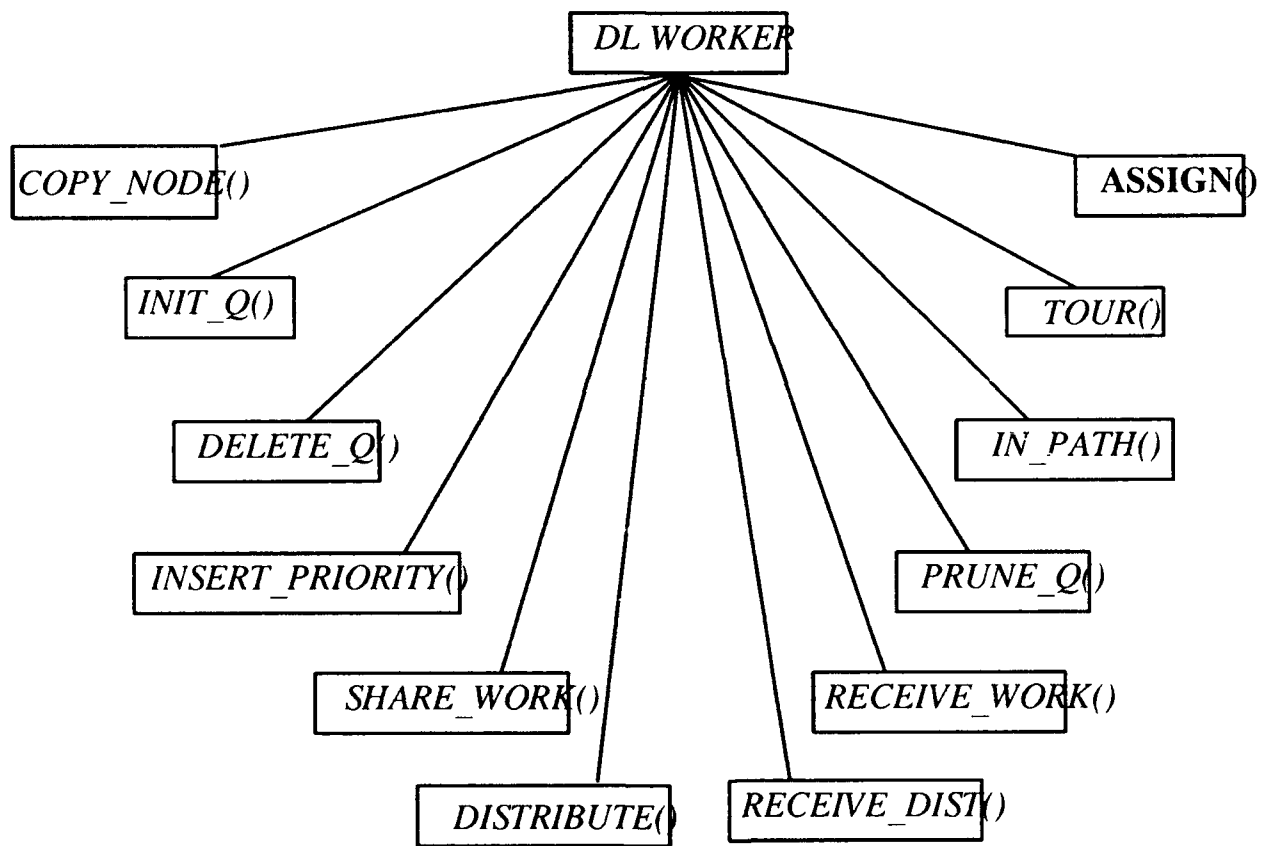 DL WORKER
COPY_NODE()
ASSIGN()
INIT_Q()
TOUR()
DELETE_Q()
IN_PATH()
INSERT_PRIORITY()
PRUNE_Q()
SHARE_WORK()
RECEIVE_WORK()
DISTRIBUTE()
RECEIVE_DIST()